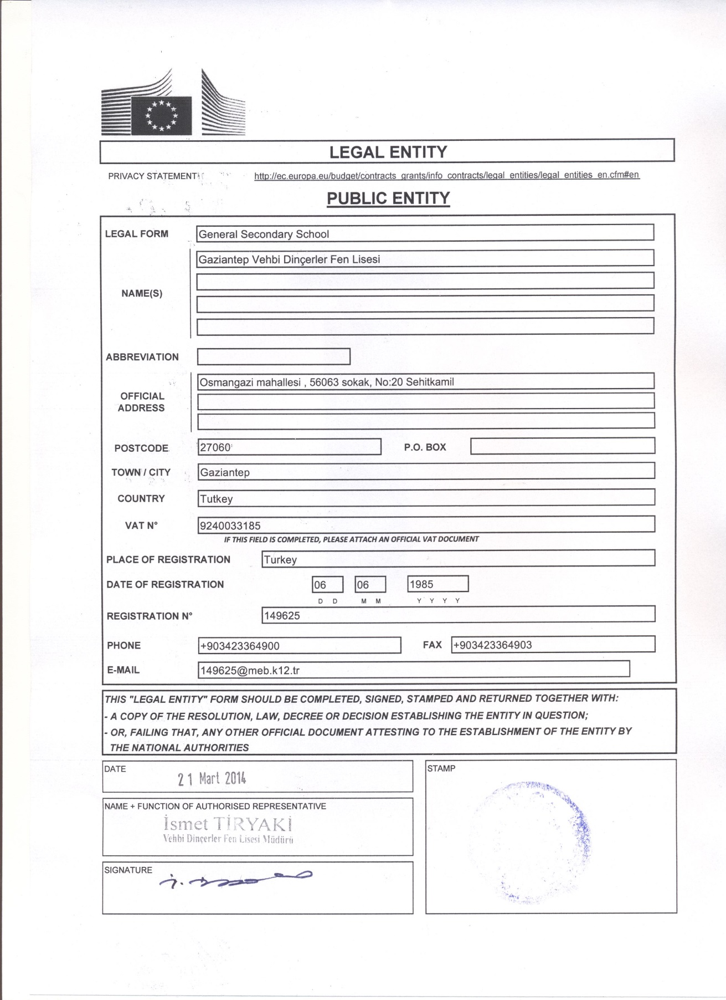 LEGAL ENTITY
PRIVACY STATEMENT http://ec.europa.eu/budget/contracts_grants/info_contracts/legal_entities/legal_entities_en.cfm#en
PUBLIC ENTITY
LEGAL FORM General Secondary School
NAME(S) Gaziantep Vehbi Dinçerler Fen Lisesi
ABBREVIATION
OFFICIAL ADDRESS Osmangazi mahallesi , 56063 sokak, No:20 Sehitkamil
POSTCODE 27060 P.O. BOX
TOWN / CITY Gaziantep
COUNTRY Tutkey
VAT N° 9240033185
IF THIS FIELD IS COMPLETED, PLEASE ATTACH AN OFFICIAL VAT DOCUMENT
PLACE OF REGISTRATION Turkey
DATE OF REGISTRATION 06 06 1985
D D M M Y Y Y Y
REGISTRATION N° 149625
PHONE +903423364900 FAX +903423364903
E-MAIL 149625@meb.k12.tr
THIS "LEGAL ENTITY" FORM SHOULD BE COMPLETED, SIGNED, STAMPED AND RETURNED TOGETHER WITH:
- A COPY OF THE RESOLUTION, LAW, DECREE OR DECISION ESTABLISHING THE ENTITY IN QUESTION;
- OR, FAILING THAT, ANY OTHER OFFICIAL DOCUMENT ATTESTING TO THE ESTABLISHMENT OF THE ENTITY BY
THE NATIONAL AUTHORITIES
DATE
21 Mart 2014
STAMP
NAME + FUNCTION OF AUTHORISED REPRESENTATIVE
İsmet TİRYAKİ
Vehbi Dinçerler Fen Lisesi Müdürü
SIGNATURE